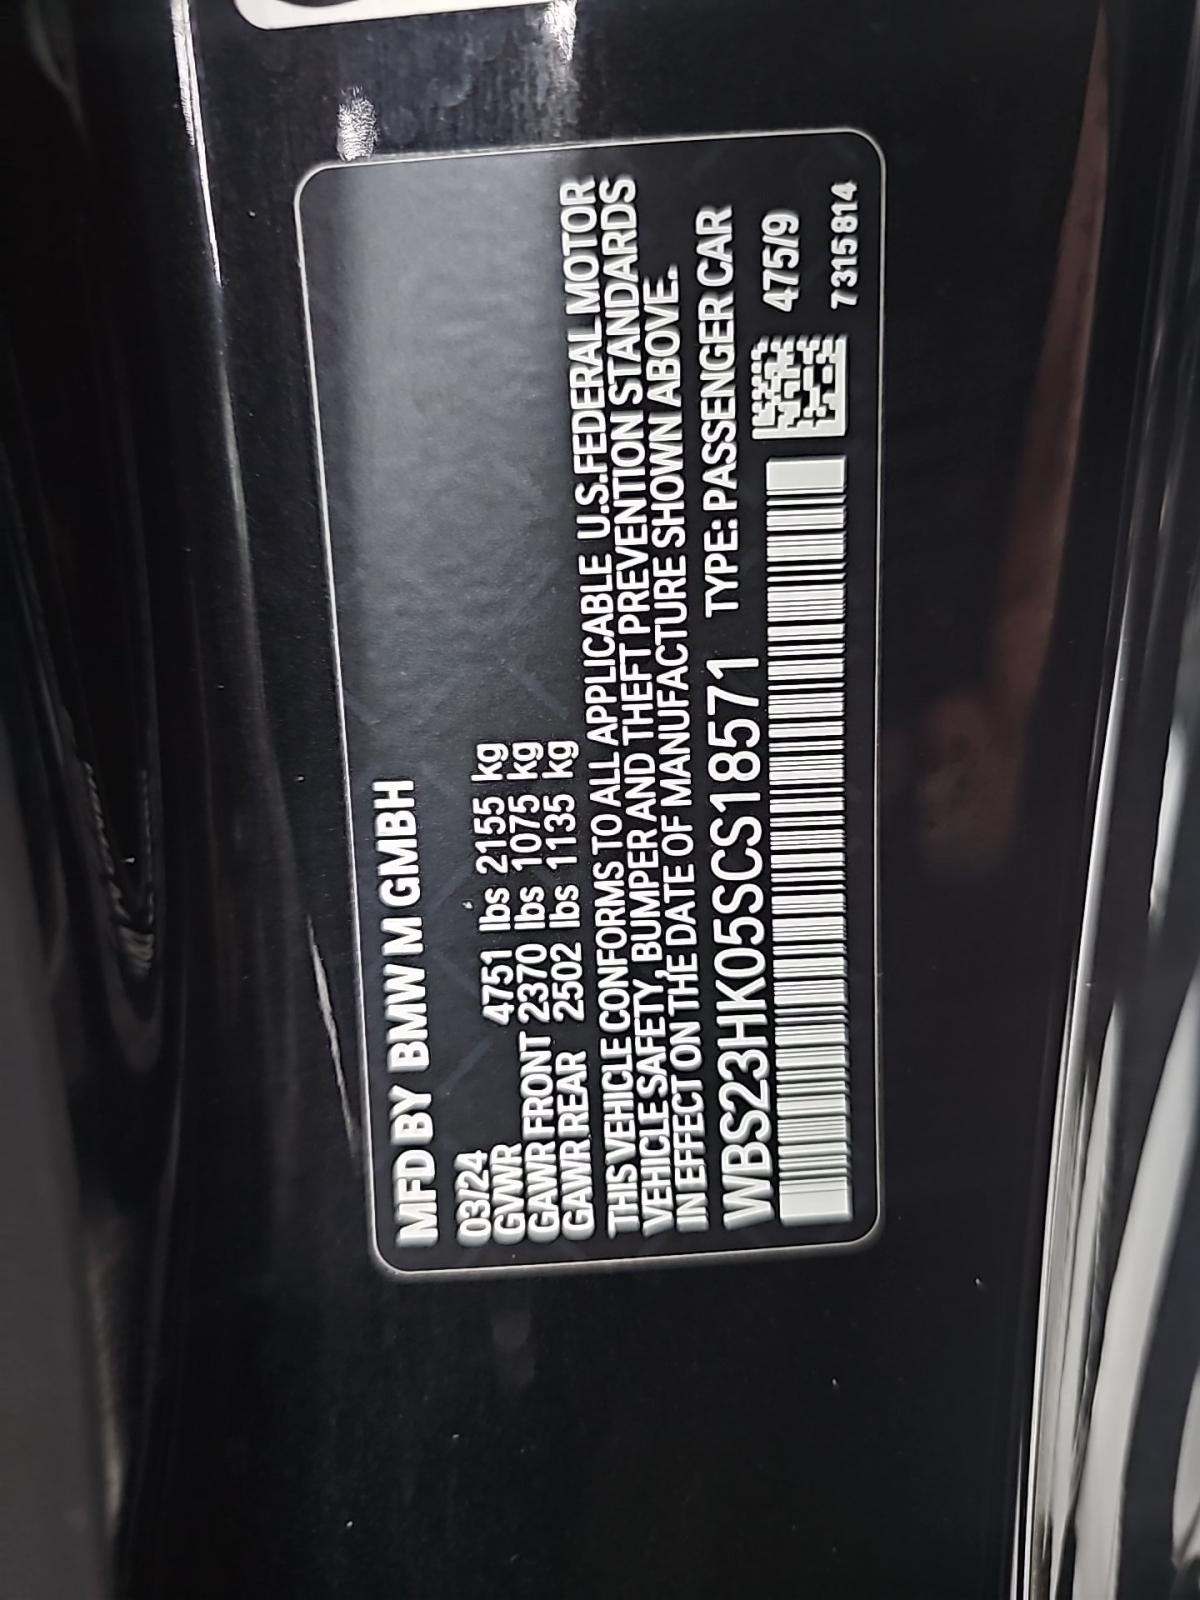 MFD BY BMW M GMBH
03/24
GVWR 4751 lbs 2155 kg
GAWR FRONT 2370 lbs 1075 kg
GAWR REAR 2502 lbs 1135 kg
THIS VEHICLE CONFORMS TO ALL APPLICABLE U.S.FEDERAL MOTOR
VEHICLE SAFETY, BUMPER AND THEFT PREVENTION STANDARDS
IN EFFECT ON THE DATE OF MANUFACTURE SHOWN ABOVE.
WBS23HK05SCS18571 TYPE: PASSENGER CAR
475/9
7315814